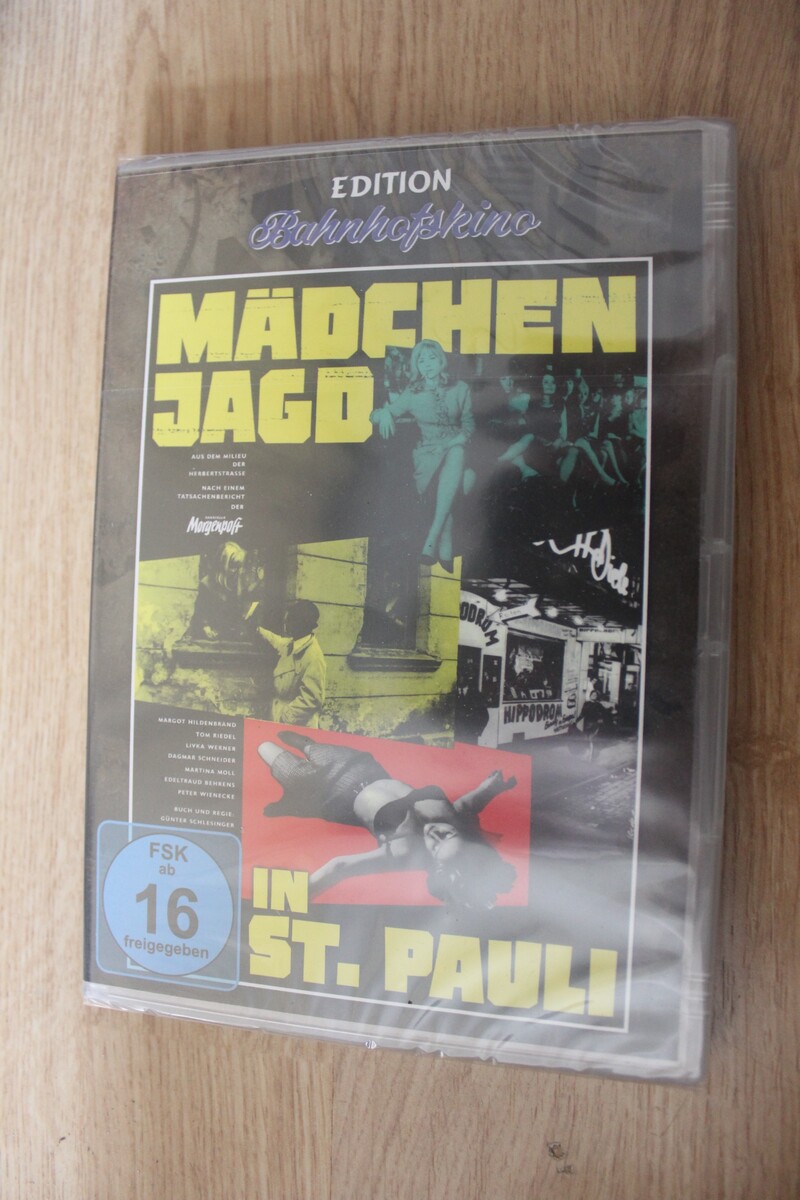 EDITION
Bahnhofskino
MÄDCHEN
JAGD
AUS DEM MILIEU
DER
HERBERTSTRASSE
NACH EINEM
TATSACHENBERICHT
DER
Morgenpost
HIPPODROM
MARGOT HILDENBRAND
TOM RIEDEL
LIVKA WERNER
DAGMAR SCHNEIDER
MARTINA MOLL
EDELTRAUD BEHRENS
PETER WIENECKE
BUCH UND REGIE:
GÜNTER SCHLESINGER
FSK
ab
16
freigegeben
IN
ST. PAULI